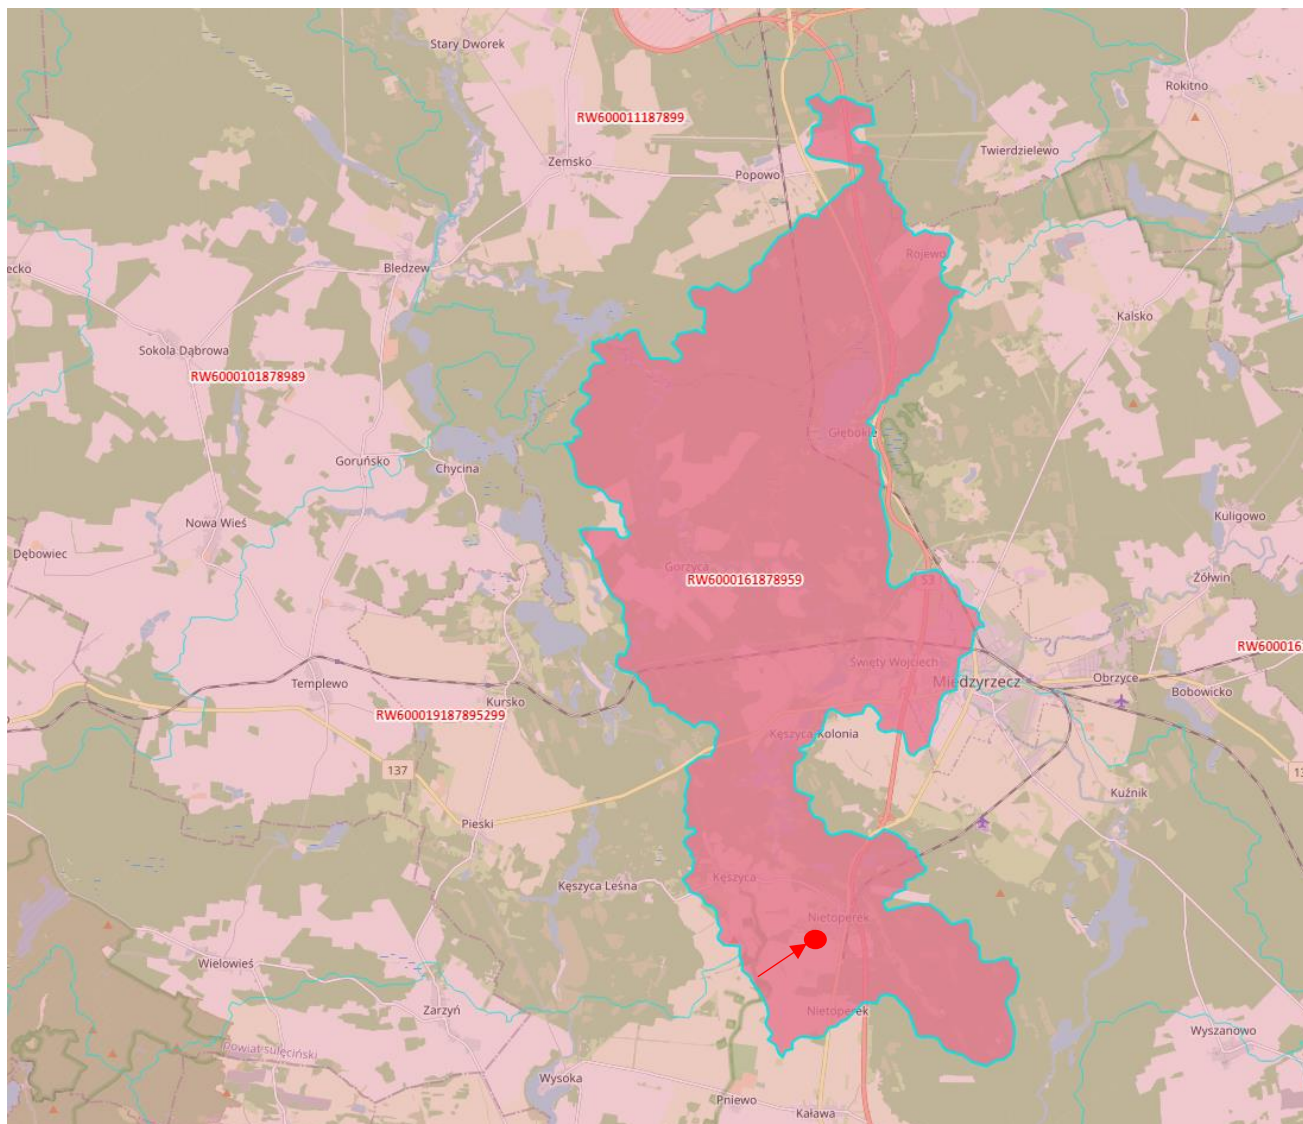 Stary Dworek
Rokitno
RW600011187899
Twierdzielewo
Zemsko
Popowo
Rojewo
Bledzew
ecko
Kalsko
Sokola Dąbrowa
RW6000101878989
Głębokie
Goruńsko
Chycina
Kuligowo
Nowa Wieś
Dębowiec
Gorzyca
RW6000161878959
S3
Żółwin
RW600016
Święty Wojciech
Międzyrzecz
Obrzyce
Bobowicko
Templewo
Kursko
RW600019187895299
Kęszyca-Kolonia
137
13
Kuźnik
Pieski
Kęszyca
Kęszyca Leśna
Nietoperek
Wielowieś
Zarzyń
Nietoperek
Wyszanowo
Powiat sulęciński
Wysoka
Pniewo
Kaława